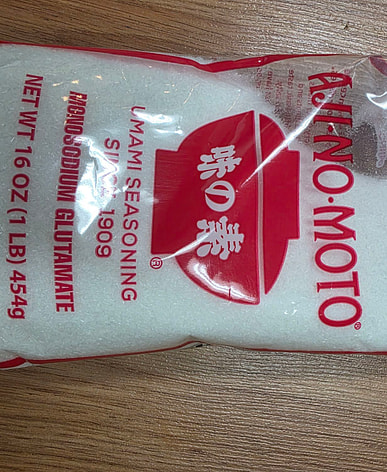 AJI-NO-MOTO®
味の素
®
UMAMI SEASONING
SINCE 1909
MONOSODIUM GLUTAMATE
NET WT 16 OZ (1 LB) 454g